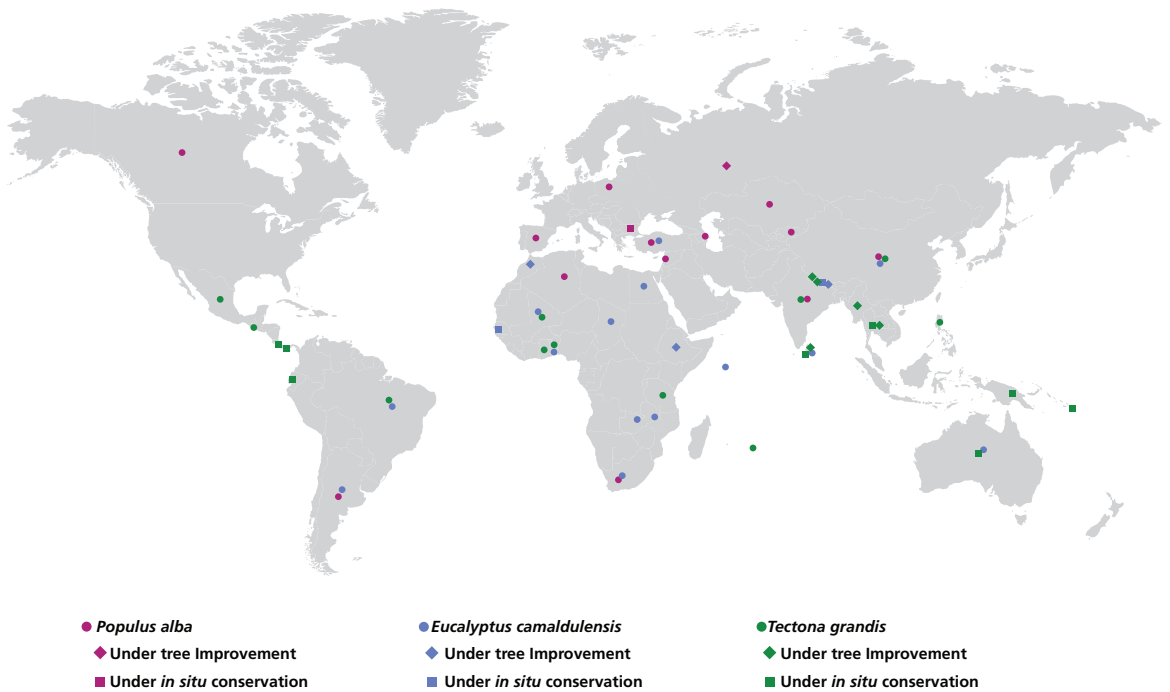 Populus alba
Under tree Improvement
Under in situ conservation
Eucalyptus camaldulensis
Under tree Improvement
Under in situ conservation
Tectona grandis
Under tree Improvement
Under in situ conservation